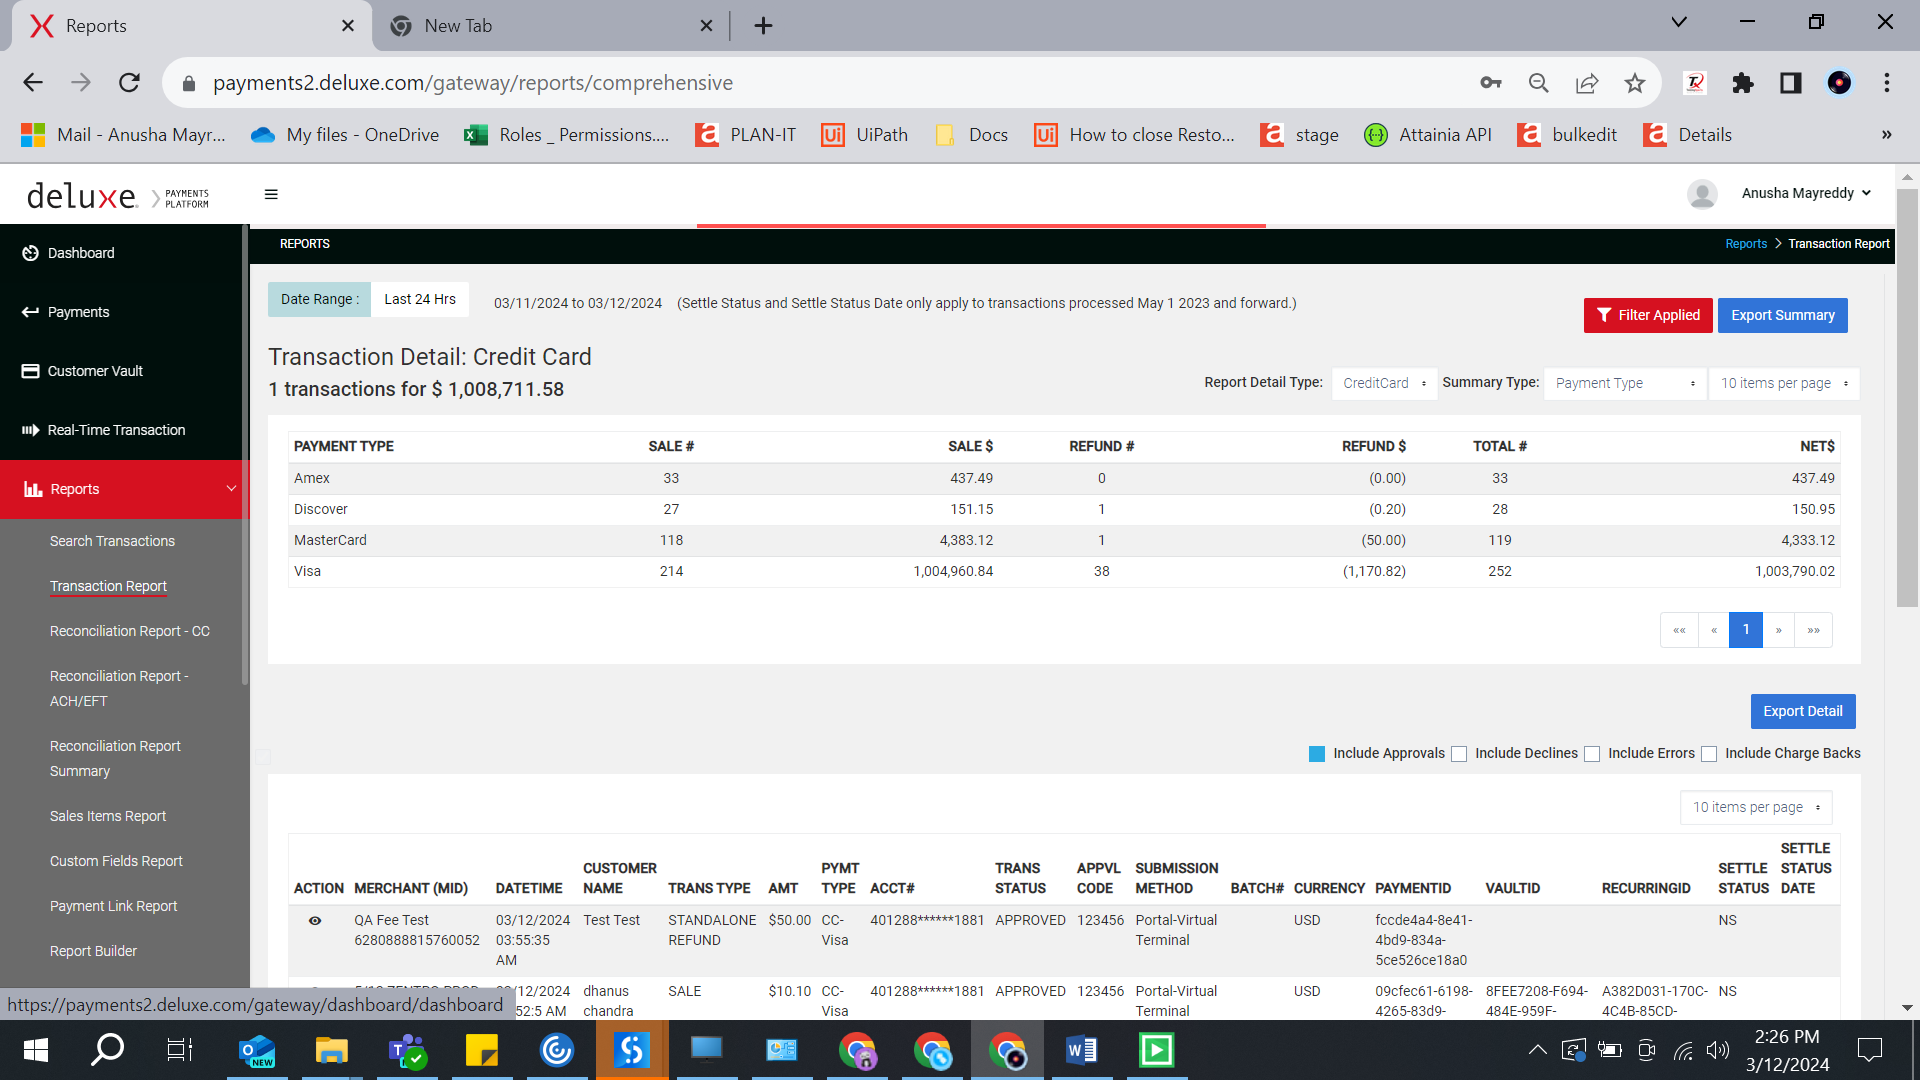 Reports
New Tab
payments2.deluxe.com/gateway/reports/comprehensive
Mail - Anusha Mayr...
My files - OneDrive
Roles _ Permissions....
PLAN-IT
UiPath
Docs
How to close Resto...
stage
Attainia API
bulkedit
Details
»
deluxe. PAYMENTS PLATFORM
Anusha Mayreddy
Dashboard
Payments
Customer Vault
Real-Time Transaction
Reports
Search Transactions
Transaction Report
Reconciliation Report - CC
Reconciliation Report -
ACH/EFT
Reconciliation Report
Summary
Sales Items Report
Custom Fields Report
Payment Link Report
Report Builder
REPORTS
Reports > Transaction Report
Date Range : Last 24 Hrs 03/11/2024 to 03/12/2024 (Settle Status and Settle Status Date only apply to transactions processed May 1 2023 and forward.)
Filter Applied Export Summary
Transaction Detail: Credit Card
1 transactions for $ 1,008,711.58
Report Detail Type: CreditCard Summary Type: Payment Type 10 items per page
PAYMENT TYPE SALE # SALE $ REFUND # REFUND $ TOTAL # NET$
Amex 33 437.49 0 (0.00) 33 437.49
Discover 27 151.15 1 (0.20) 28 150.95
MasterCard 118 4,383.12 1 (50.00) 119 4,333.12
Visa 214 1,004,960.84 38 (1,170.82) 252 1,003,790.02
«« « 1 » »»
Export Detail
Include Approvals Include Declines Include Errors Include Charge Backs
10 items per page
ACTION MERCHANT (MID) DATETIME CUSTOMER NAME TRANS TYPE AMT PYMT TYPE ACCT# TRANS STATUS APPVL CODE SUBMISSION METHOD BATCH# CURRENCY PAYMENTID VAULTID RECURRINGID SETTLE STATUS SETTLE STATUS DATE
QA Fee Test 03/12/2024 Test Test STANDALONE $50.00 CC- 401288******1881 APPROVED 123456 Portal-Virtual USD fccde4a4-8e41- NS
6280888815760052 03:55:35 REFUND Visa Terminal 4bd9-834a-
AM 5ce526ce18a0
/12/2024 dhanus SALE $10.10 CC- 401288******1881 APPROVED 123456 Portal-Virtual USD 09cfec61-6198- 8FEE7208-F694- A382D031-170C- NS
52:5 AM chandra Visa Terminal 4265-83d9- 484E-959F- 4C4B-85CD-
https://payments2.deluxe.com/gateway/dashboard/dashboard
2:26 PM
3/12/2024